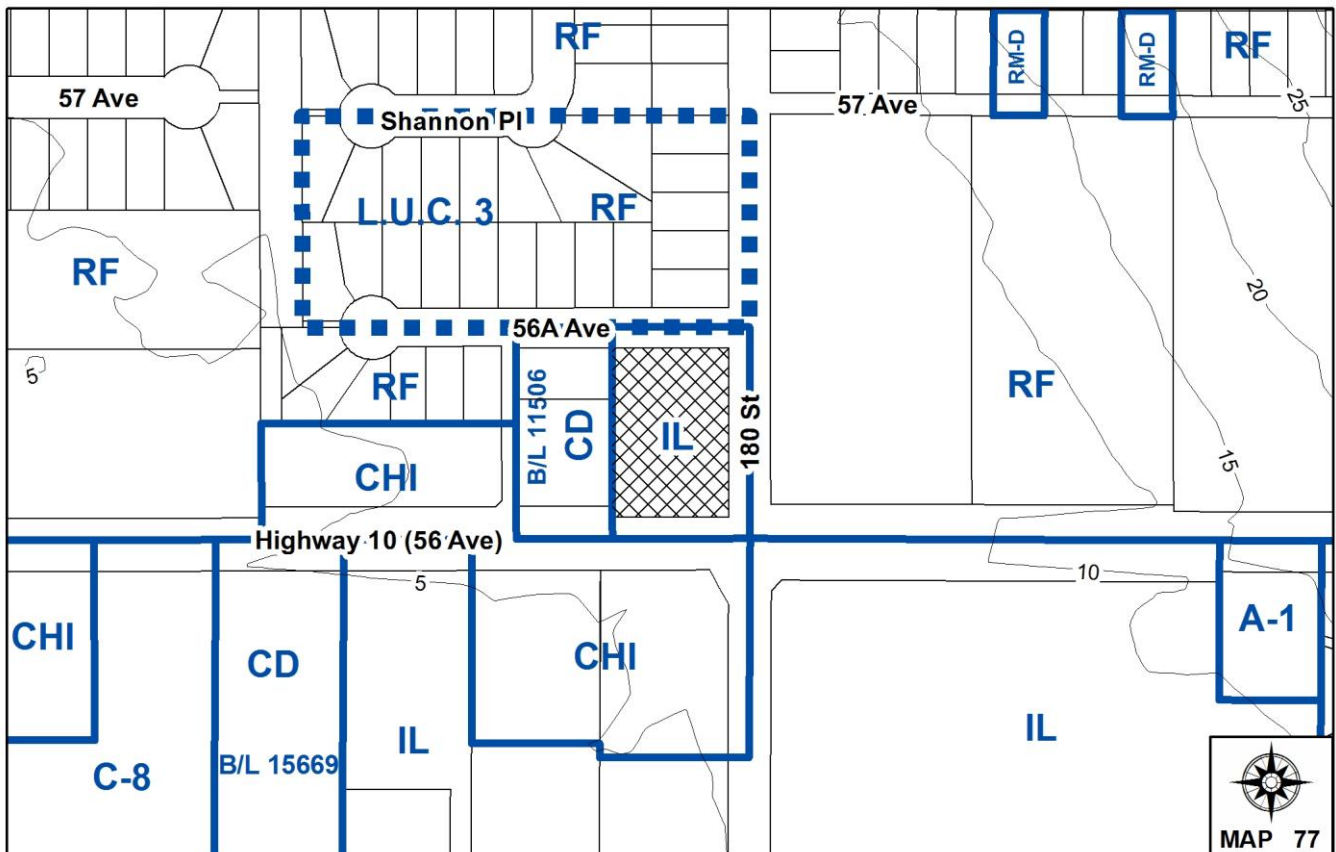 RF
RM-D
RM-D
RF
57 Ave
57 Ave
25
Shannon Pl
L.U.C. 3
RF
RF
20
56A Ave
5
RF
RF
B/L 11506
CD
IL
180 St
15
CHI
Highway 10 (56 Ave)
5
10
CHI
CD
CHI
A-1
IL
IL
C-8
B/L 15669
MAP 77